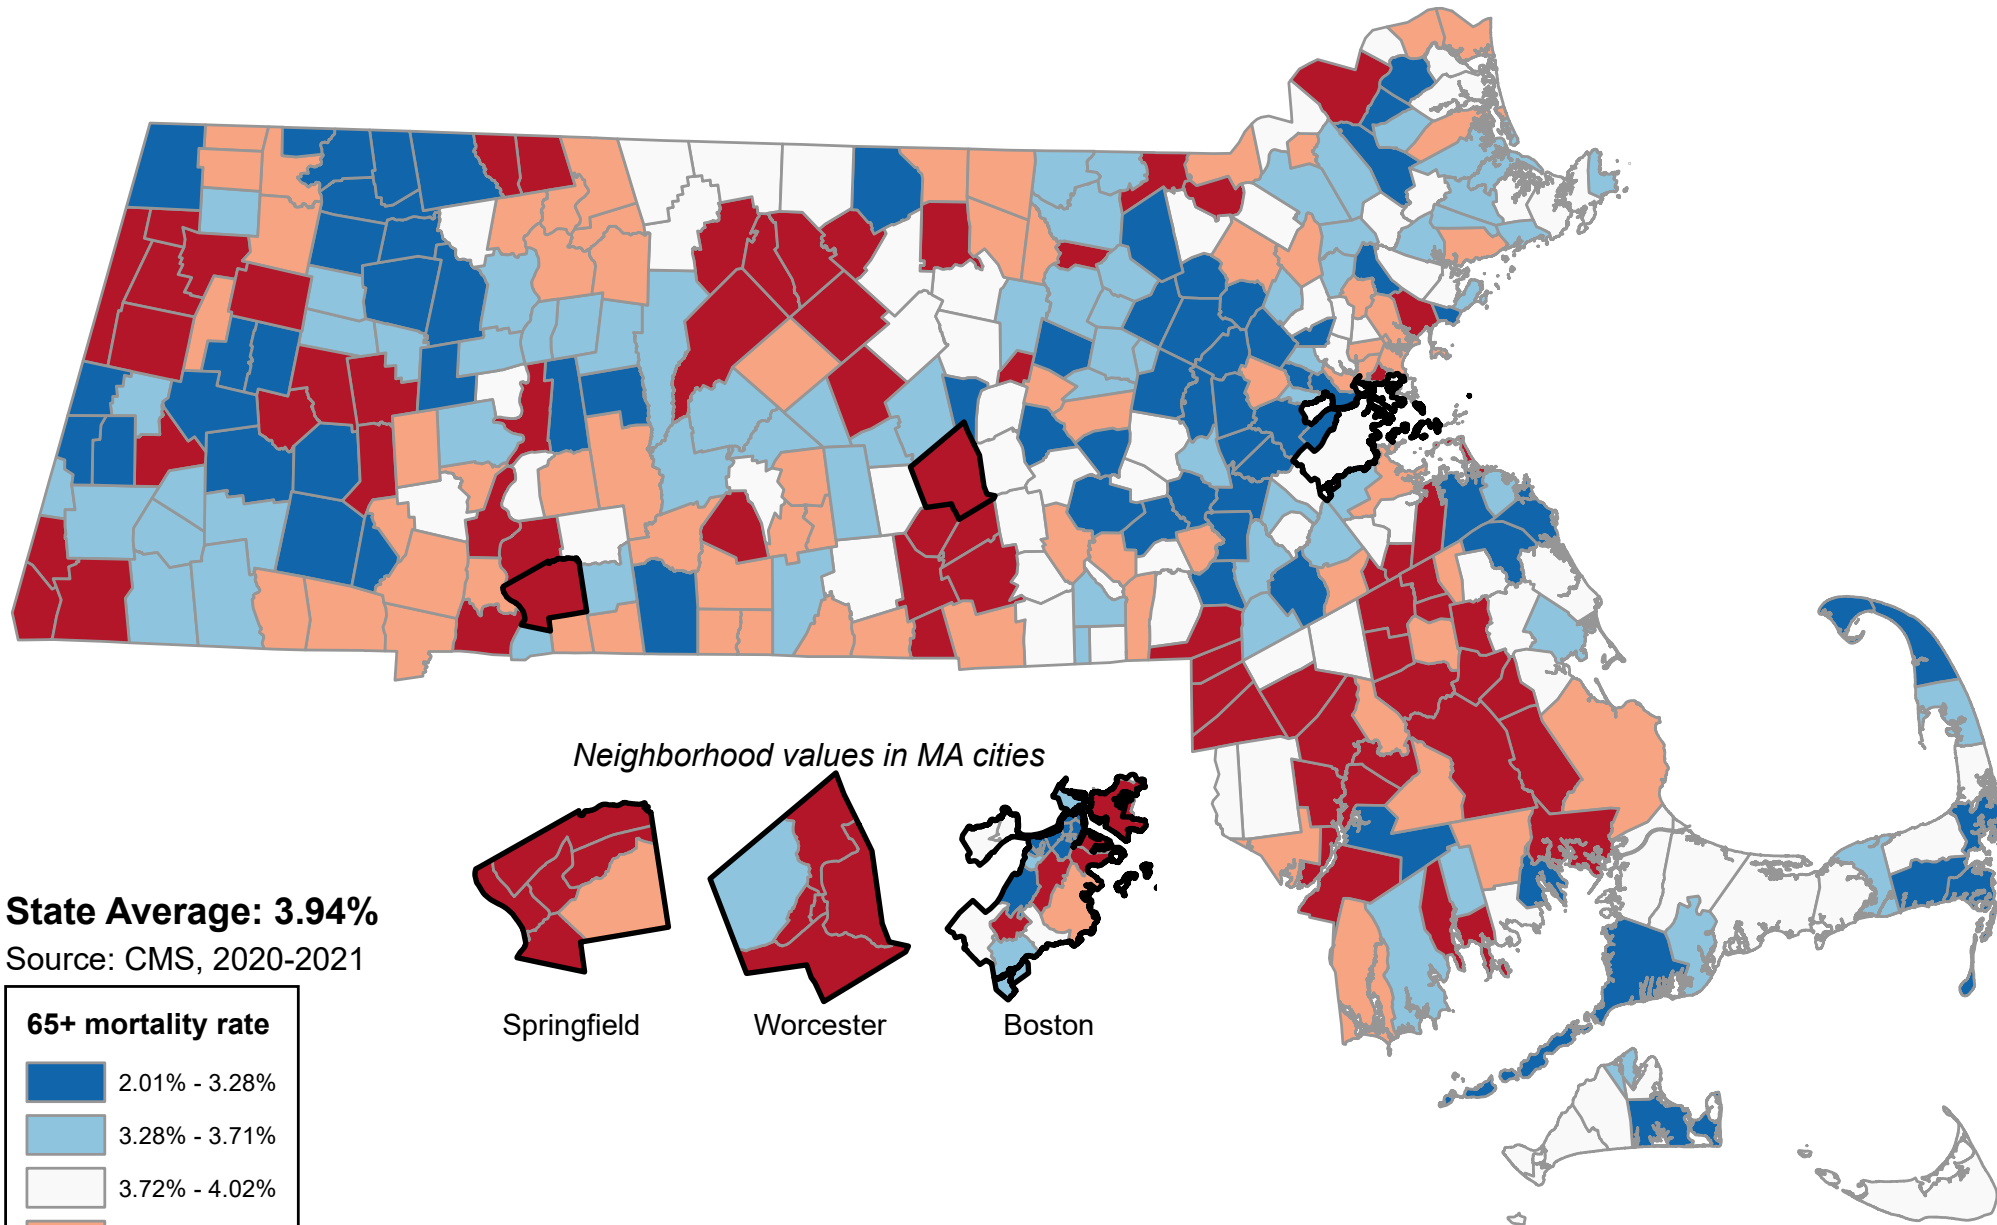 Neighborhood values in MA cities
State Average: 3.94%
Source: CMS, 2020-2021
Springfield
Worcester
Boston
65+ mortality rate
2.01% - 3.28%
3.28% - 3.71%
3.72% - 4.02%